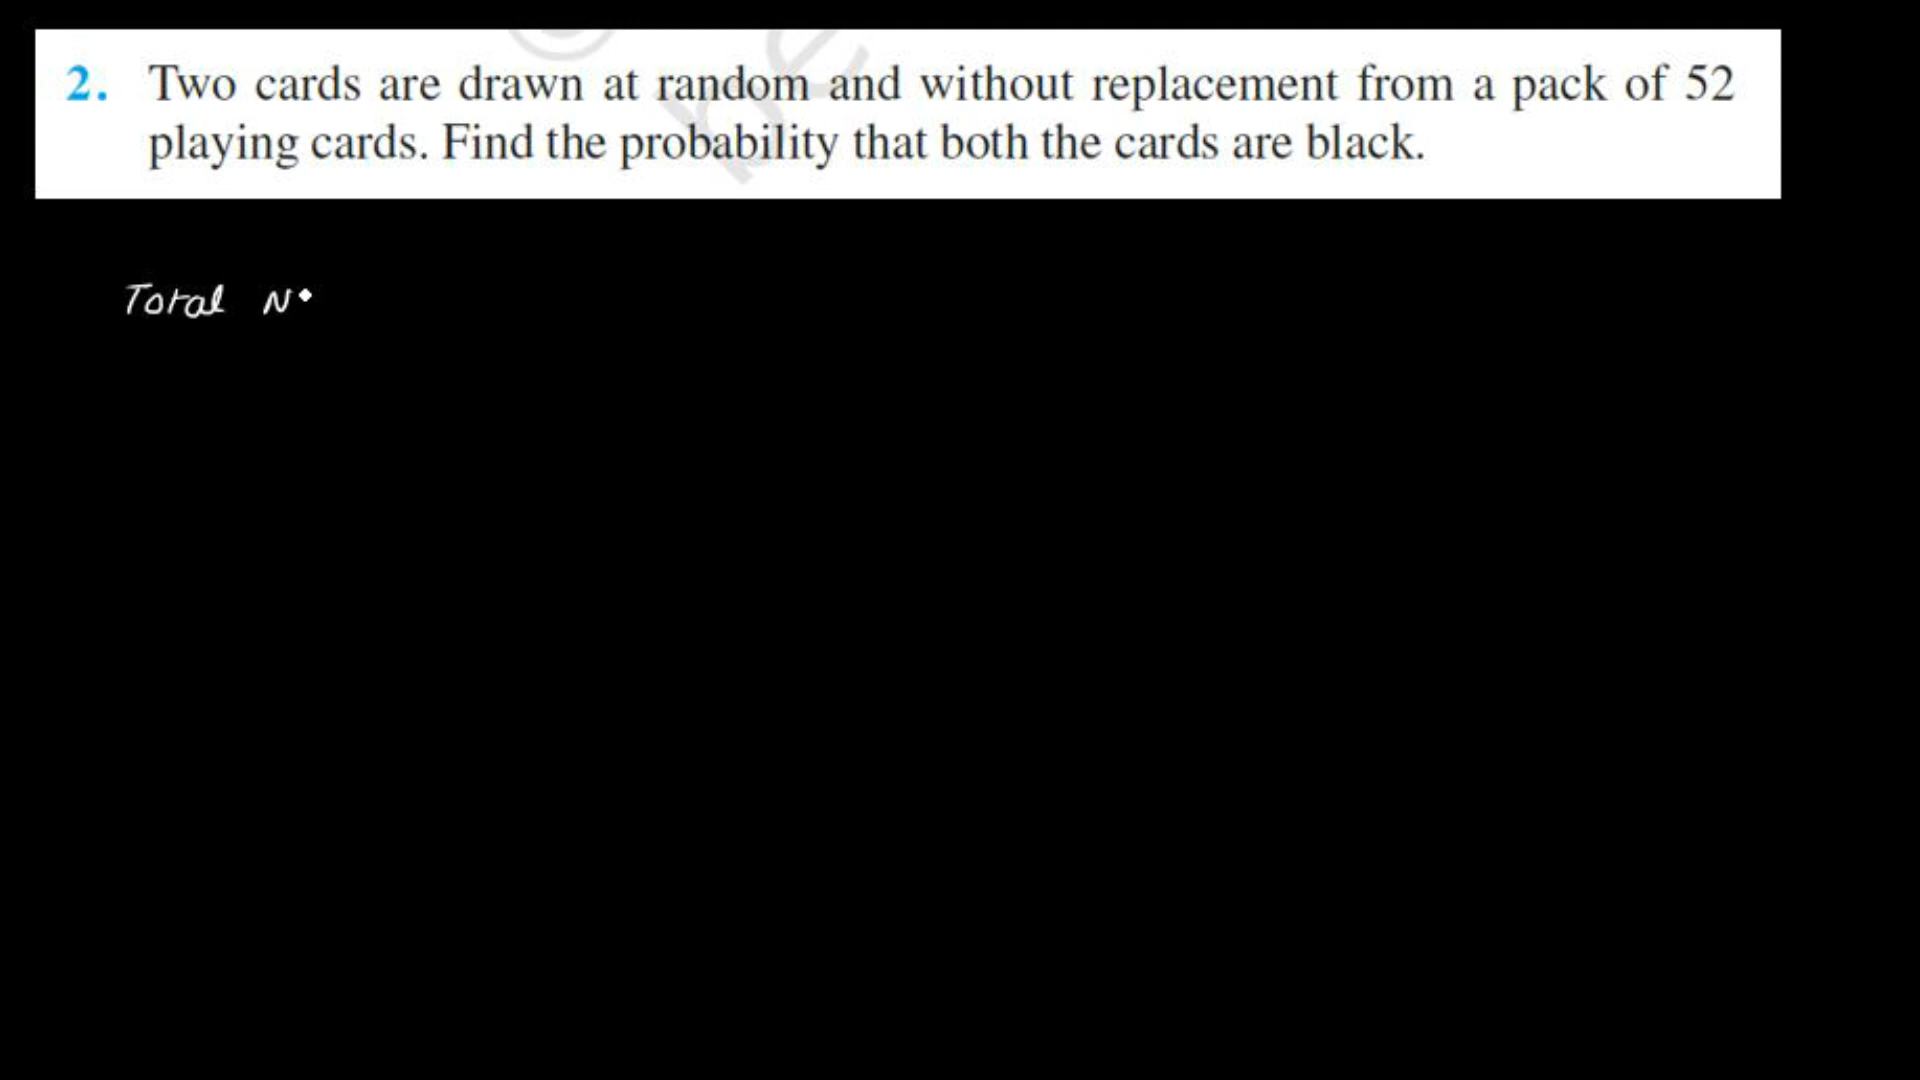 2. Two cards are drawn at random and without replacement from a pack of 52
playing cards. Find the probability that both the cards are black.
Total N